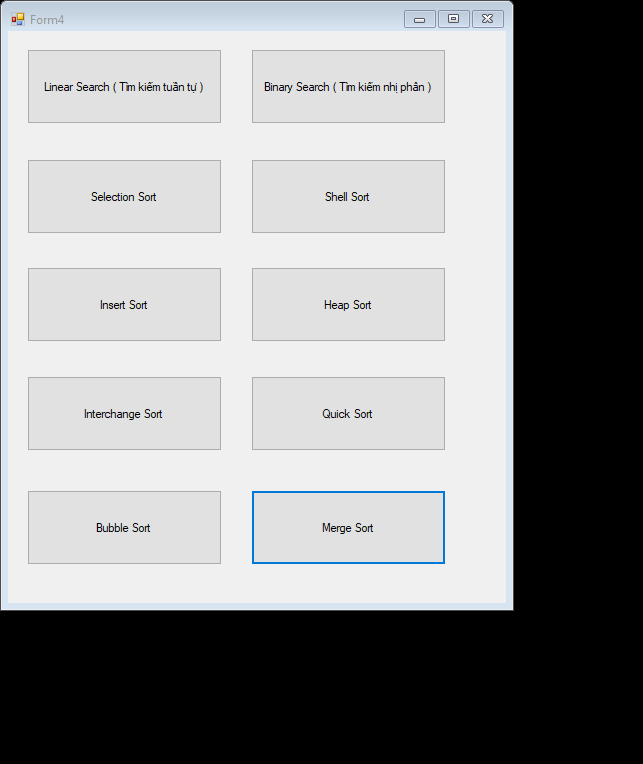 Form4
Linear Search ( Tìm kiếm tuần tự )
Binary Search ( Tìm kiếm nhị phân )
Selection Sort
Shell Sort
Insert Sort
Heap Sort
Interchange Sort
Quick Sort
Bubble Sort
Merge Sort